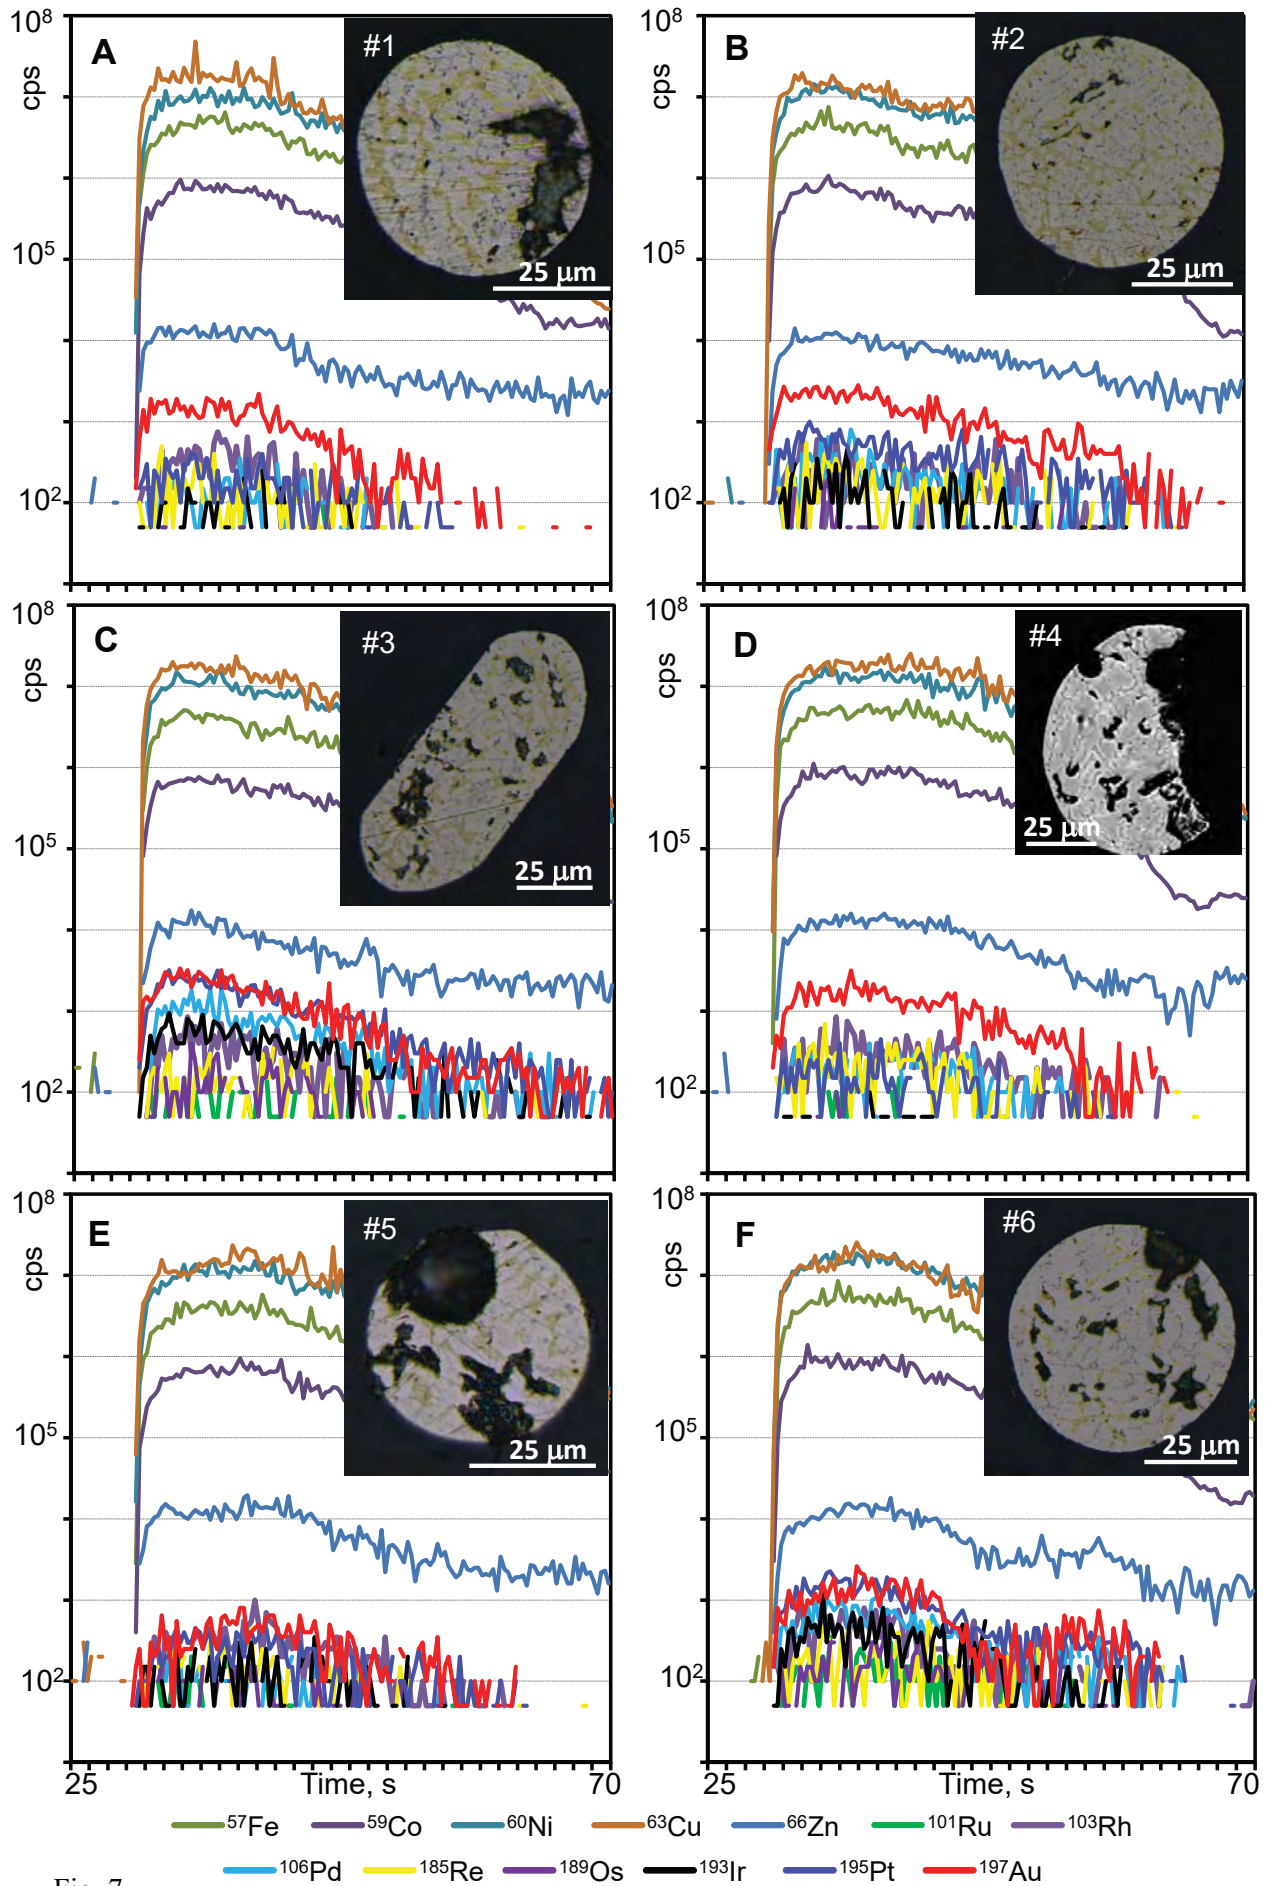 10⁸ A #1 10⁸ B #2
cps cps
10⁵ 25 µm 10⁵ 25 µm
10² 10²
10⁸ C #3 10⁸ D #4
cps cps
10⁵ 25 µm 10⁵ 25 µm
10² 10²
10⁸ E #5 10⁸ F #6
cps cps
10⁵ 25 µm 10⁵ 25 µm
10² 10²
25 Time, s 70 25 Time, s 70
⁵⁷Fe ⁵⁹Co ⁶⁰Ni ⁶³Cu ⁶⁶Zn ¹⁰¹Ru ¹⁰³Rh
¹⁰⁶Pd ¹⁸⁵Re ¹⁸⁹Os ¹⁹³Ir ¹⁹⁵Pt ¹⁹⁷Au
Fig. 7